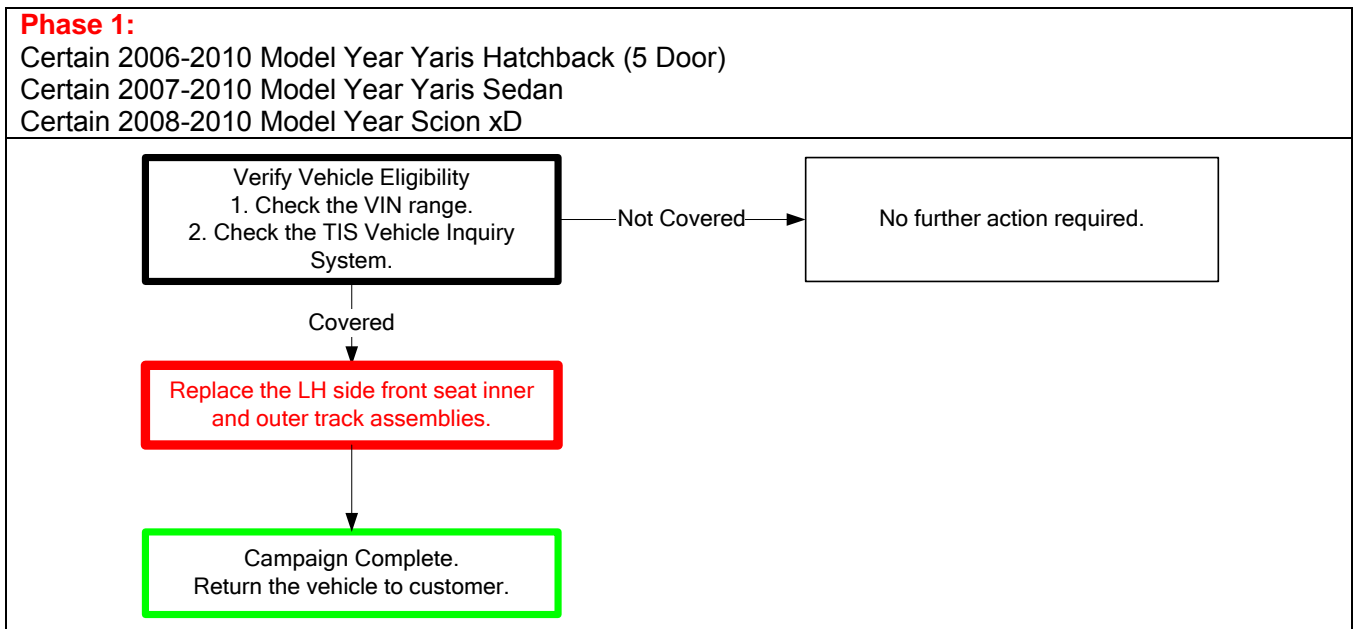 Phase 1:
Certain 2006-2010 Model Year Yaris Hatchback (5 Door)
Certain 2007-2010 Model Year Yaris Sedan
Certain 2008-2010 Model Year Scion xD
Verify Vehicle Eligibility
1. Check the VIN range.
2. Check the TIS Vehicle Inquiry
System.
Not Covered
No further action required.
Covered
Replace the LH side front seat inner
and outer track assemblies.
Campaign Complete.
Return the vehicle to customer.